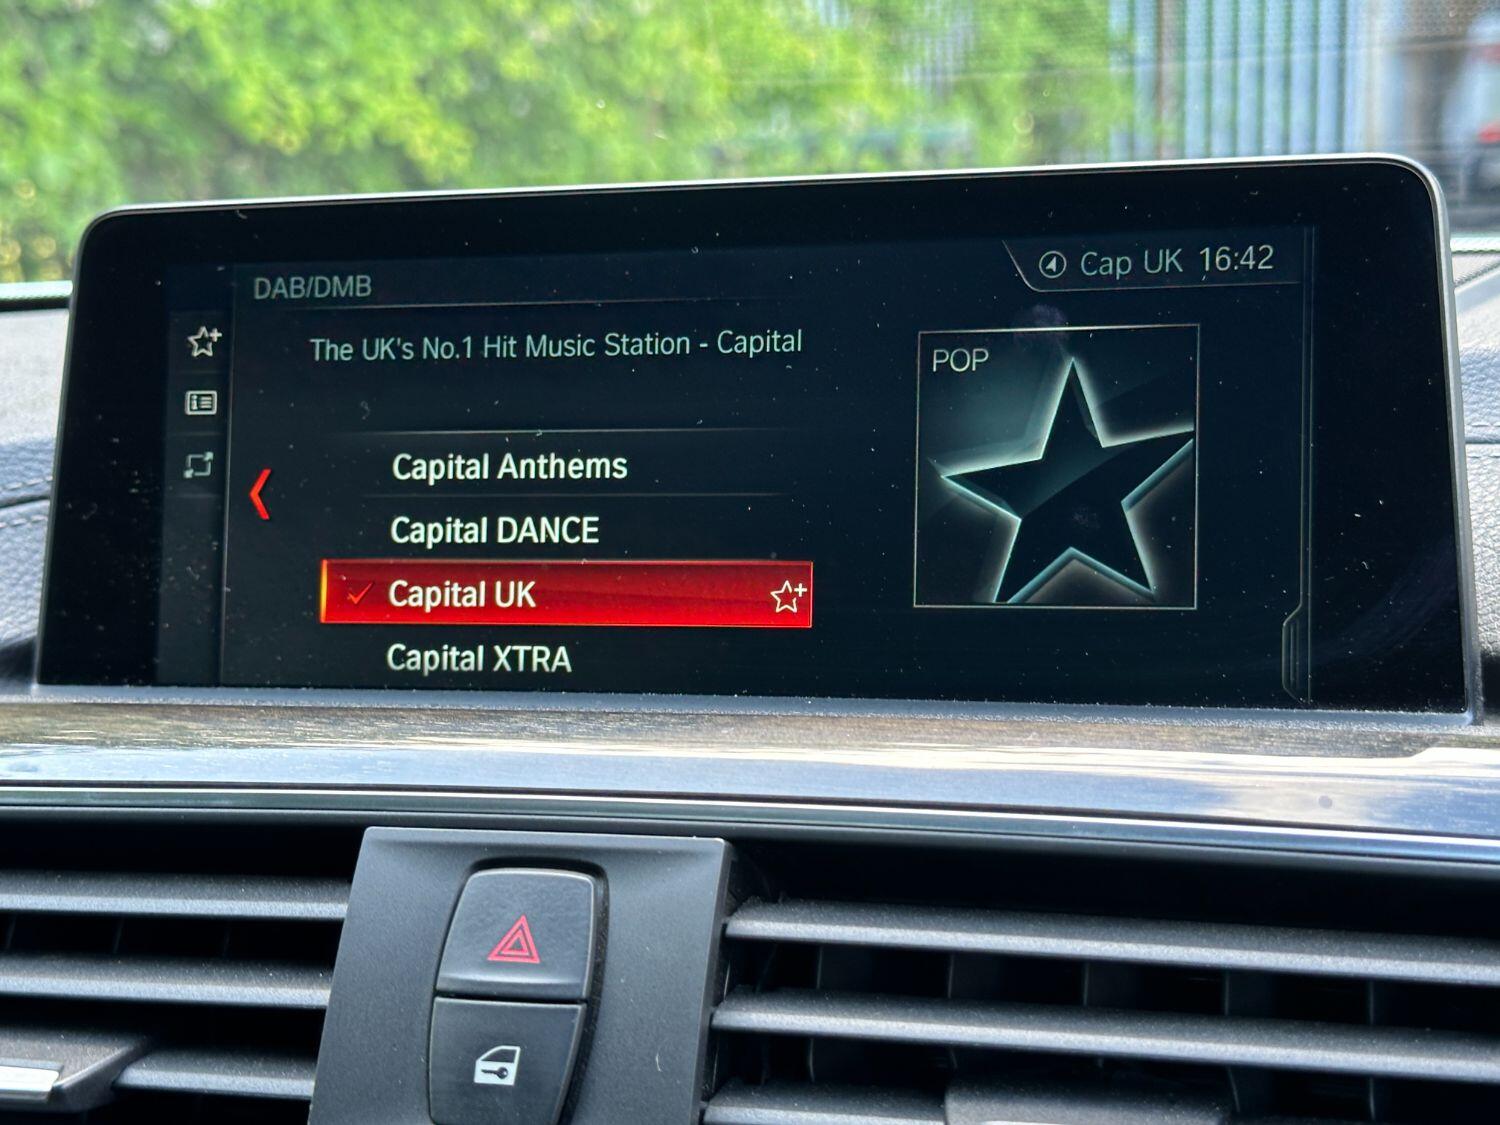 DAB/DMB
Cap UK 16:42
The UK's No.1 Hit Music Station - Capital
POP
Capital Anthems
Capital DANCE
Capital UK
Capital XTRA